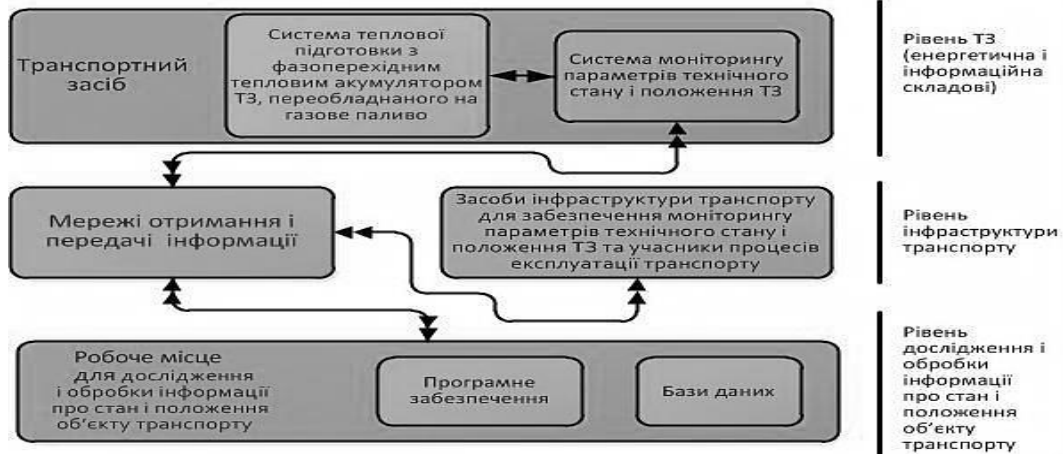 Транспортний
засіб
Система теплової
підготовки з
фазоперехідним
тепловим акумулятором
ТЗ, переобладнаного на
газове паливо
Система моніторингу
параметрів технічного
стану і положення ТЗ
Рівень ТЗ
(енергетична і
інформаційна
складові)
Мережі отримання і
передачі інформації
Засоби інфраструктури транспорту
для забезпечення моніторингу
параметрів технічного стану і
положення ТЗ та учасники процесів
експлуатації транспорту
Рівень
інфраструктури
транспорту
Робоче місце
для дослідження
і обробки інформації
про стан і положення
об’єкту транспорту
Програмне
забезпечення
Бази даних
Рівень
дослідження і
обробки
інформації
про стан і
положення
об’єкту
транспорту